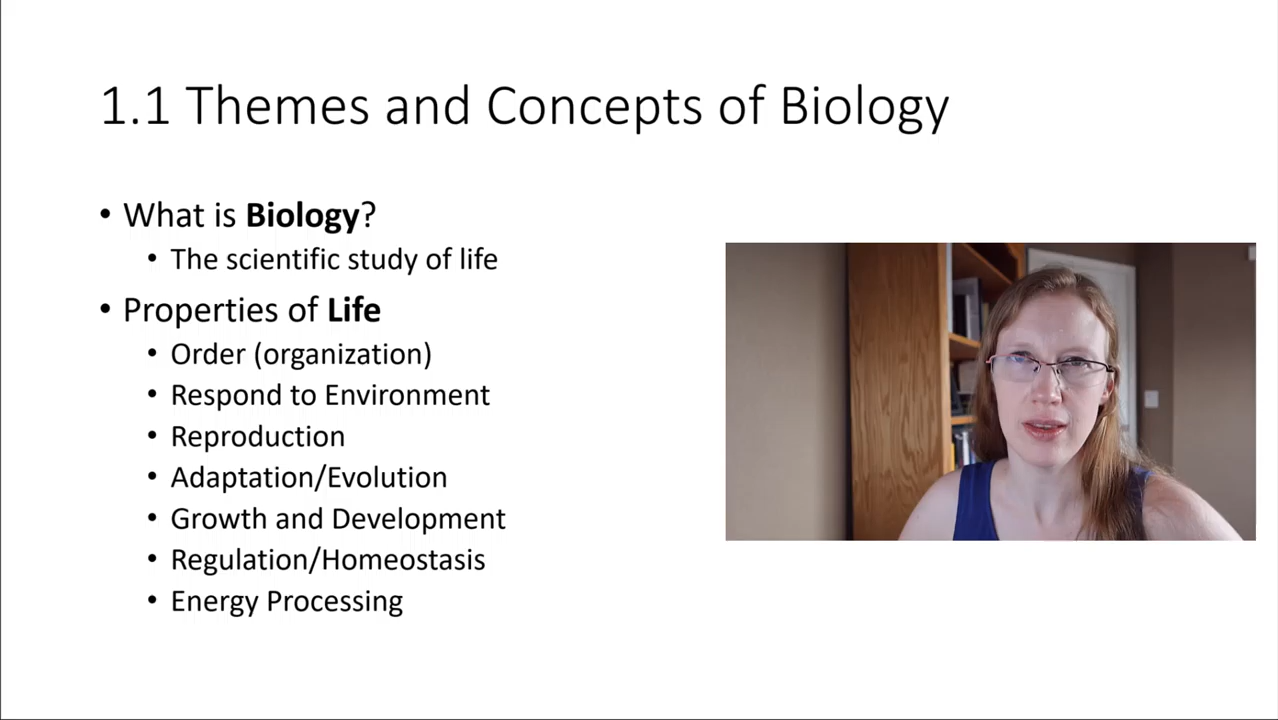 1.1 Themes and Concepts of Biology
• What is Biology?
• The scientific study of life
• Properties of Life
• Order (organization)
• Respond to Environment
• Reproduction
• Adaptation/Evolution
• Growth and Development
• Regulation/Homeostasis
• Energy Processing